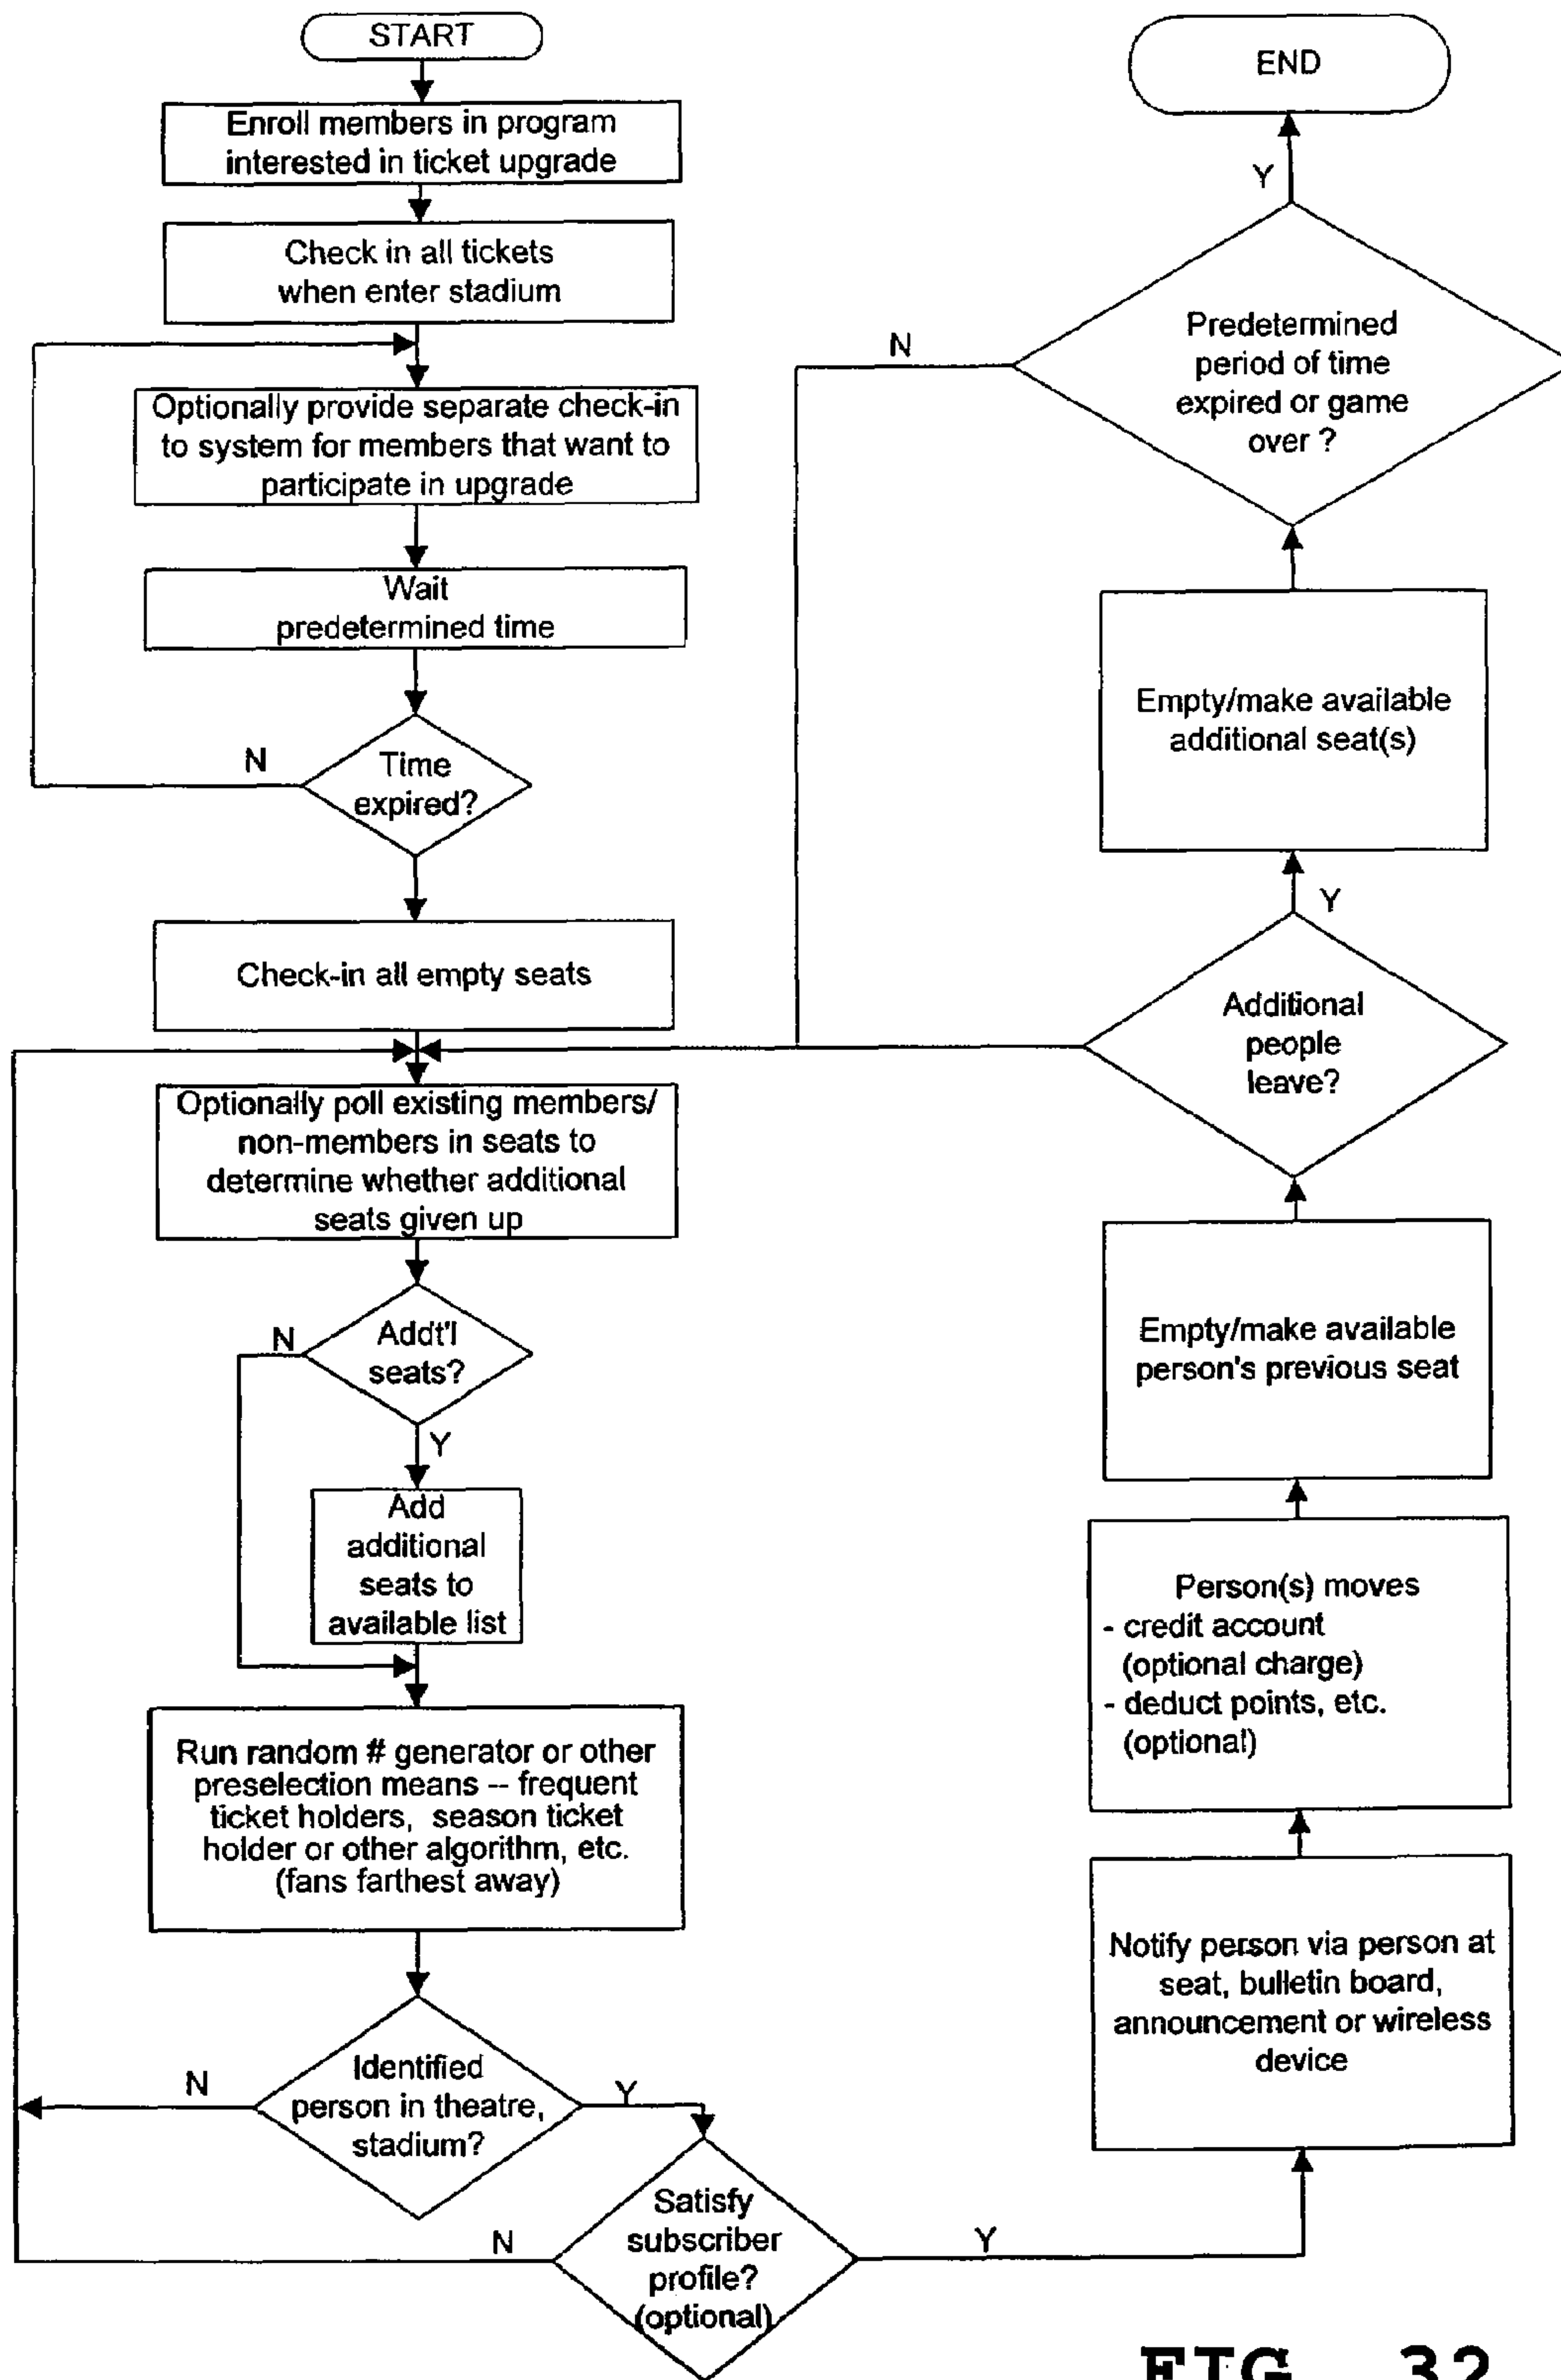 START
Enroll members in program
interested in ticket upgrade
Check in all tickets
when enter stadium
Optionally provide separate check-in
to system for members that want to
participate in upgrade
Wait
predetermined time
N
Time
expired?
Check-in all empty seats
Optionally poll existing members/
non-members in seats to
determine whether additional
seats given up
N
Addt'l
seats?
Y
Add
additional
seats to
available list
Run random # generator or other
preselection means -- frequent
ticket holders, season ticket
holder or other algorithm, etc.
(fans farthest away)
N
Identified
person in theatre,
stadium?
Y
N
Satisfy
subscriber
profile?
(optional)
Y
Notify person via person at
seat, bulletin board,
announcement or wireless
device
Person(s) moves
- credit account
(optional charge)
- deduct points, etc.
(optional)
Empty/make available
person's previous seat
Additional
people
leave?
Y
Empty/make available
additional seat(s)
N
Predetermined
period of time
expired or game
over ?
Y
END
FIG. 32